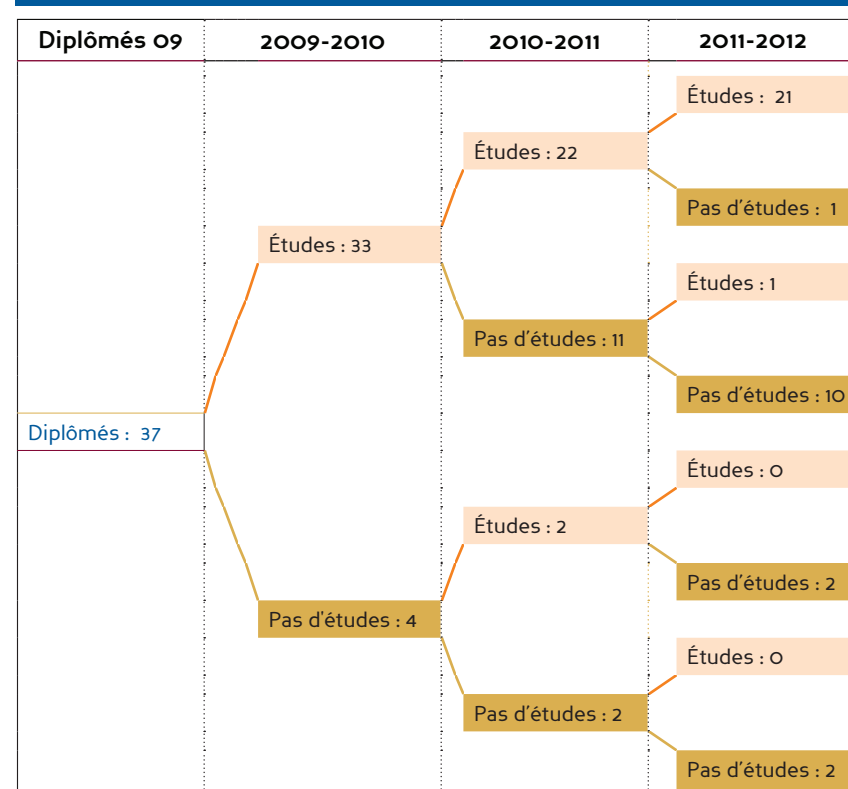 Diplômés 09 2009-2010 2010-2011 2011-2012
Études : 21
Études : 22
Pas d'études : 1
Études : 33
Études : 1
Pas d'études : 11
Pas d'études : 10
Diplômés : 37
Études : 0
Études : 2
Pas d'études : 2
Pas d'études : 4
Études : 0
Pas d'études : 2
Pas d'études : 2